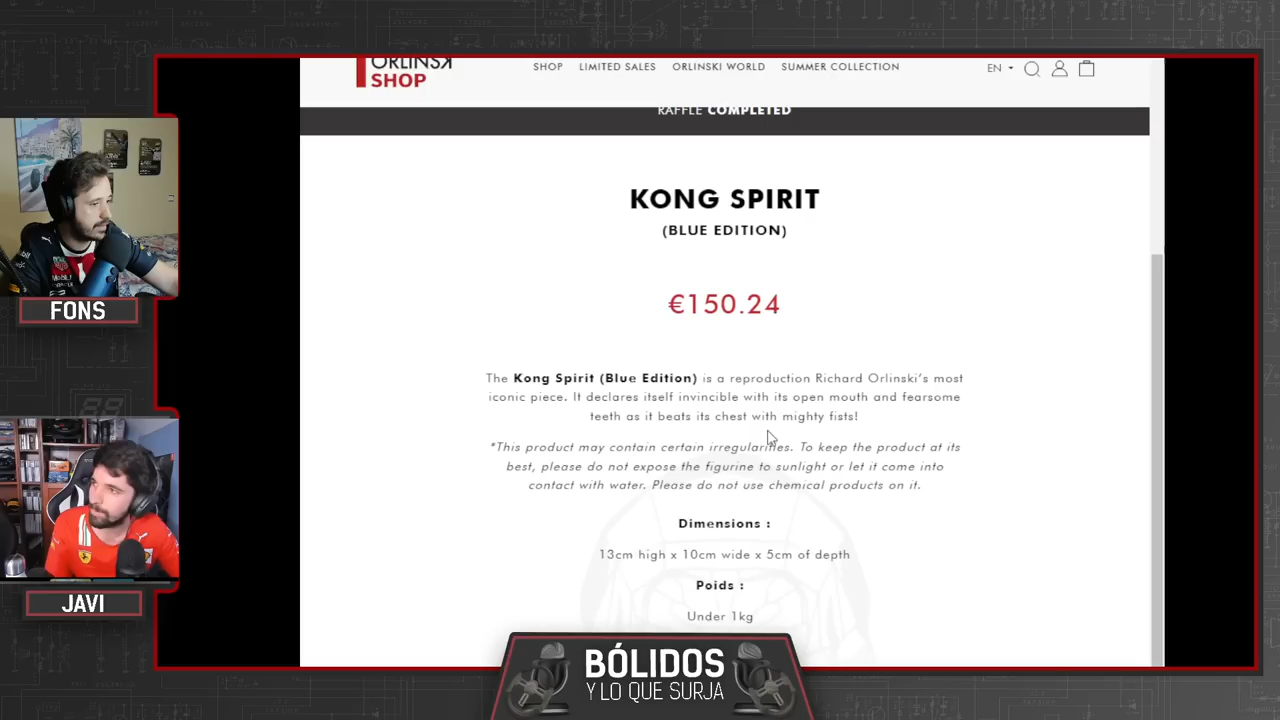 ORLINSKI
SHOP
SHOP LIMITED SALES ORLINSKI WORLD SUMMER COLLECTION
EN
RAFFLE COMPLETED
KONG SPIRIT
(BLUE EDITION)
€150.24
The Kong Spirit (Blue Edition) is a reproduction Richard Orlinski's most
iconic piece. It declares itself invincible with its open mouth and fearsome
teeth as it beats its chest with mighty fists!
*This product may contain certain irregularities. To keep the product at its
best, please do not expose the figurine to sunlight or let it come into
contact with water. Please do not use chemical products on it.
Dimensions :
13cm high x 10cm wide x 5cm of depth
Poids :
Under 1kg
FONS
JAVI
BÓLIDOS
Y LO QUE SURJA